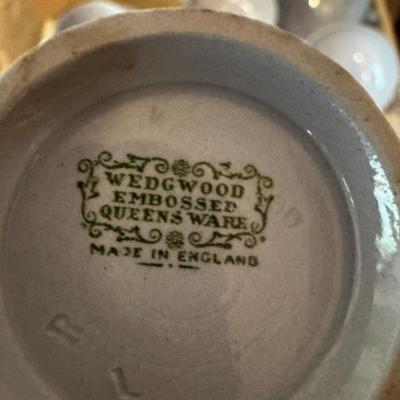 WEDGWOOD
EMBOSSED
QUEENS WARE
MADE IN ENGLAND
R